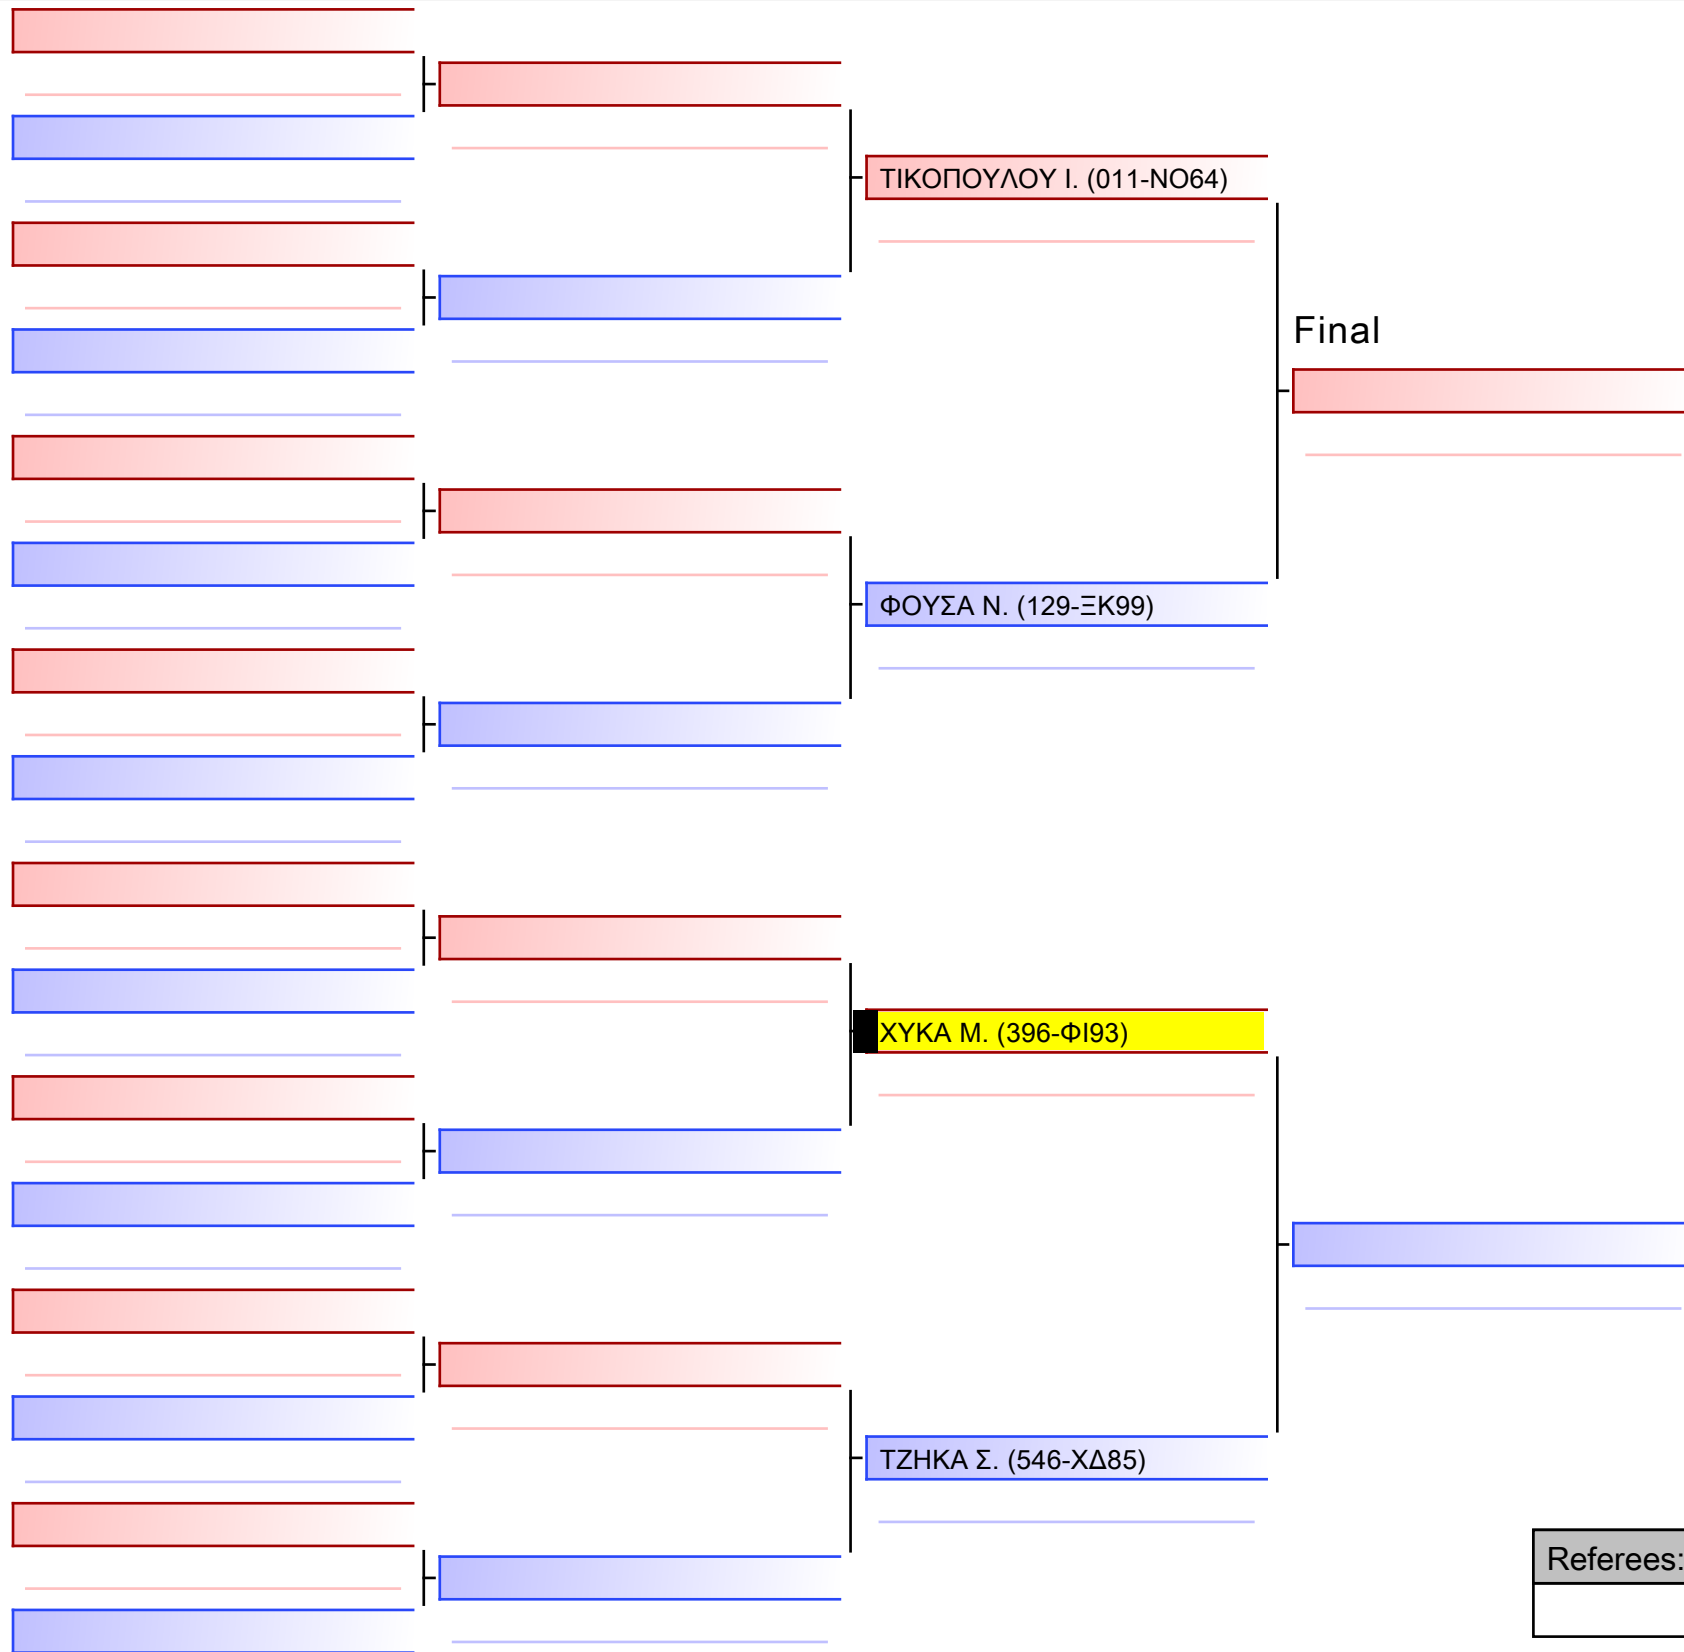 ΤΙΚΟΠΟΥΛΟΥ Ι. (011-ΝΟ64)
Final
ΦΟΥΣΑ Ν. (129-ΞΚ99)
ΧΥΚΑ Μ. (396-ΦΙ93)
ΤΖΗΚΑ Σ. (546-ΧΔ85)
Referees: